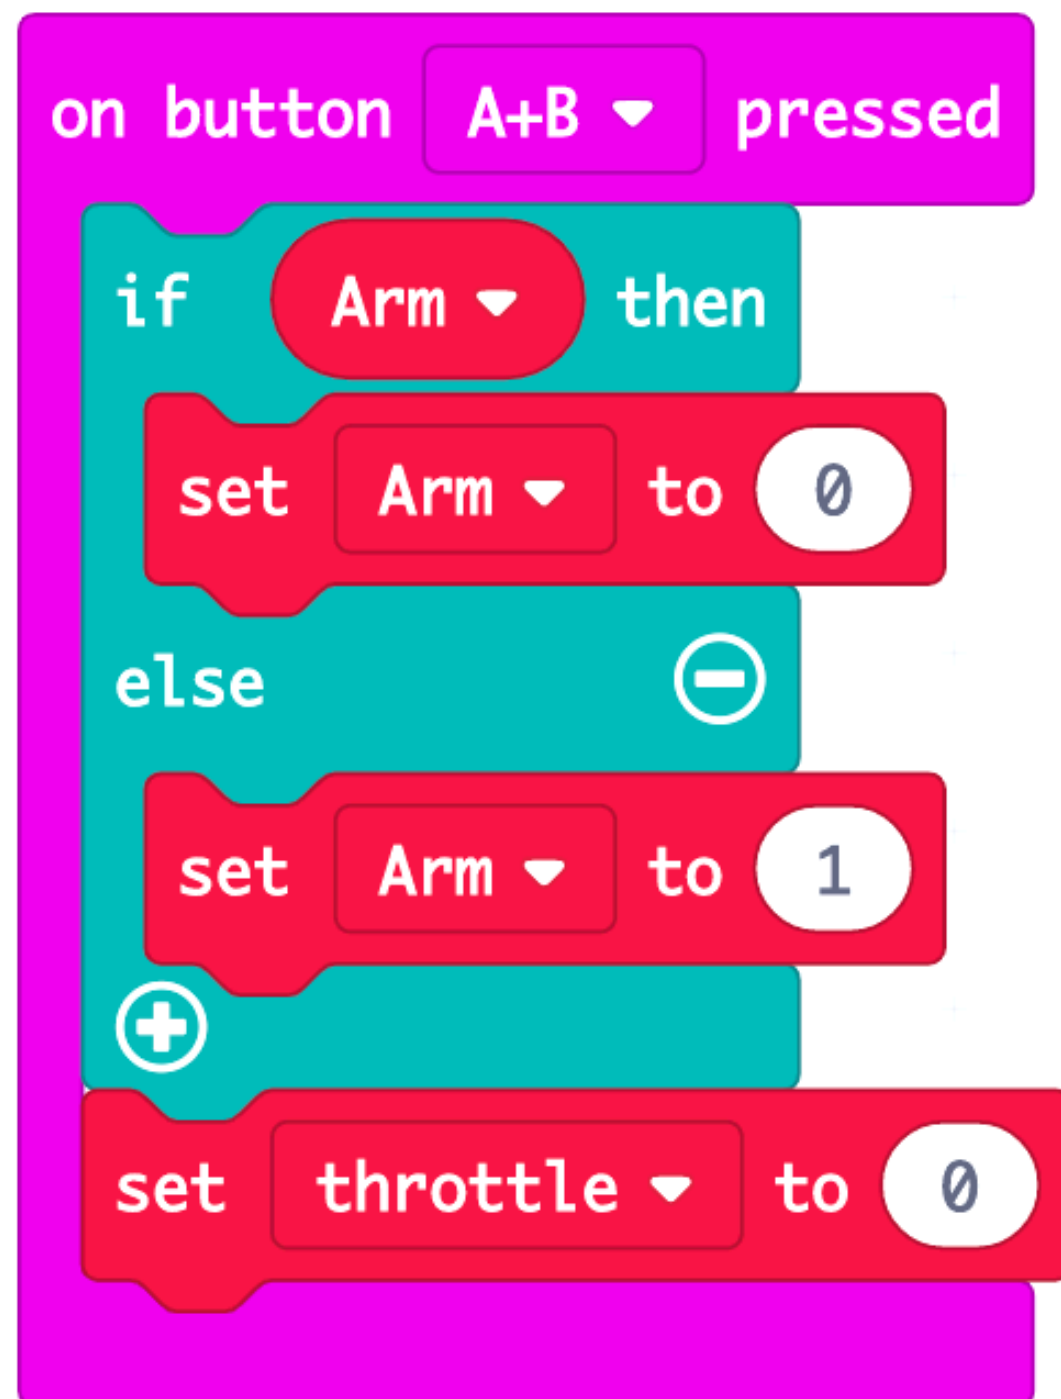 on button A+B pressed
if Arm then
set Arm to 0
else
set Arm to 1
set throttle to 0